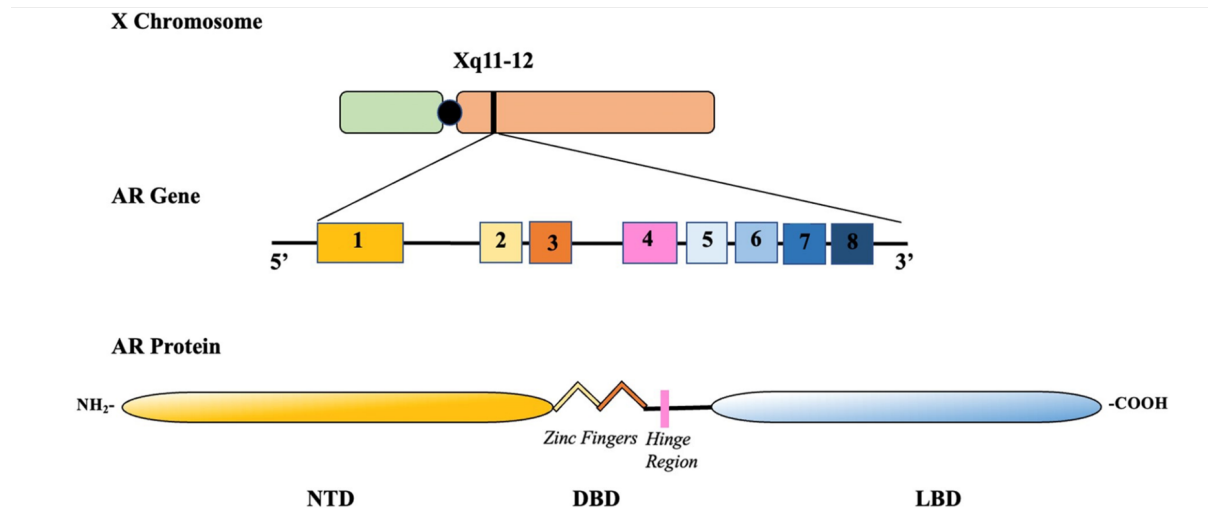 X Chromosome
Xq11-12
AR Gene
1 2 3 4 5 6 7 8
5’ 3’
AR Protein
NH2- -COOH
Zinc Fingers Hinge
Region
NTD DBD LBD